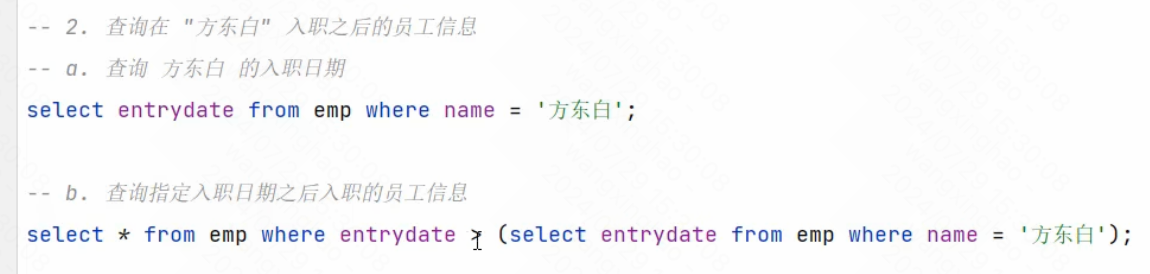 -- 2. 查询在 "方东白" 入职之后的员工信息
-- a. 查询 方东白 的入职日期
select entrydate from emp where name = '方东白';
-- b. 查询指定入职日期之后入职的员工信息
select * from emp where entrydate > (select entrydate from emp where name = '方东白');